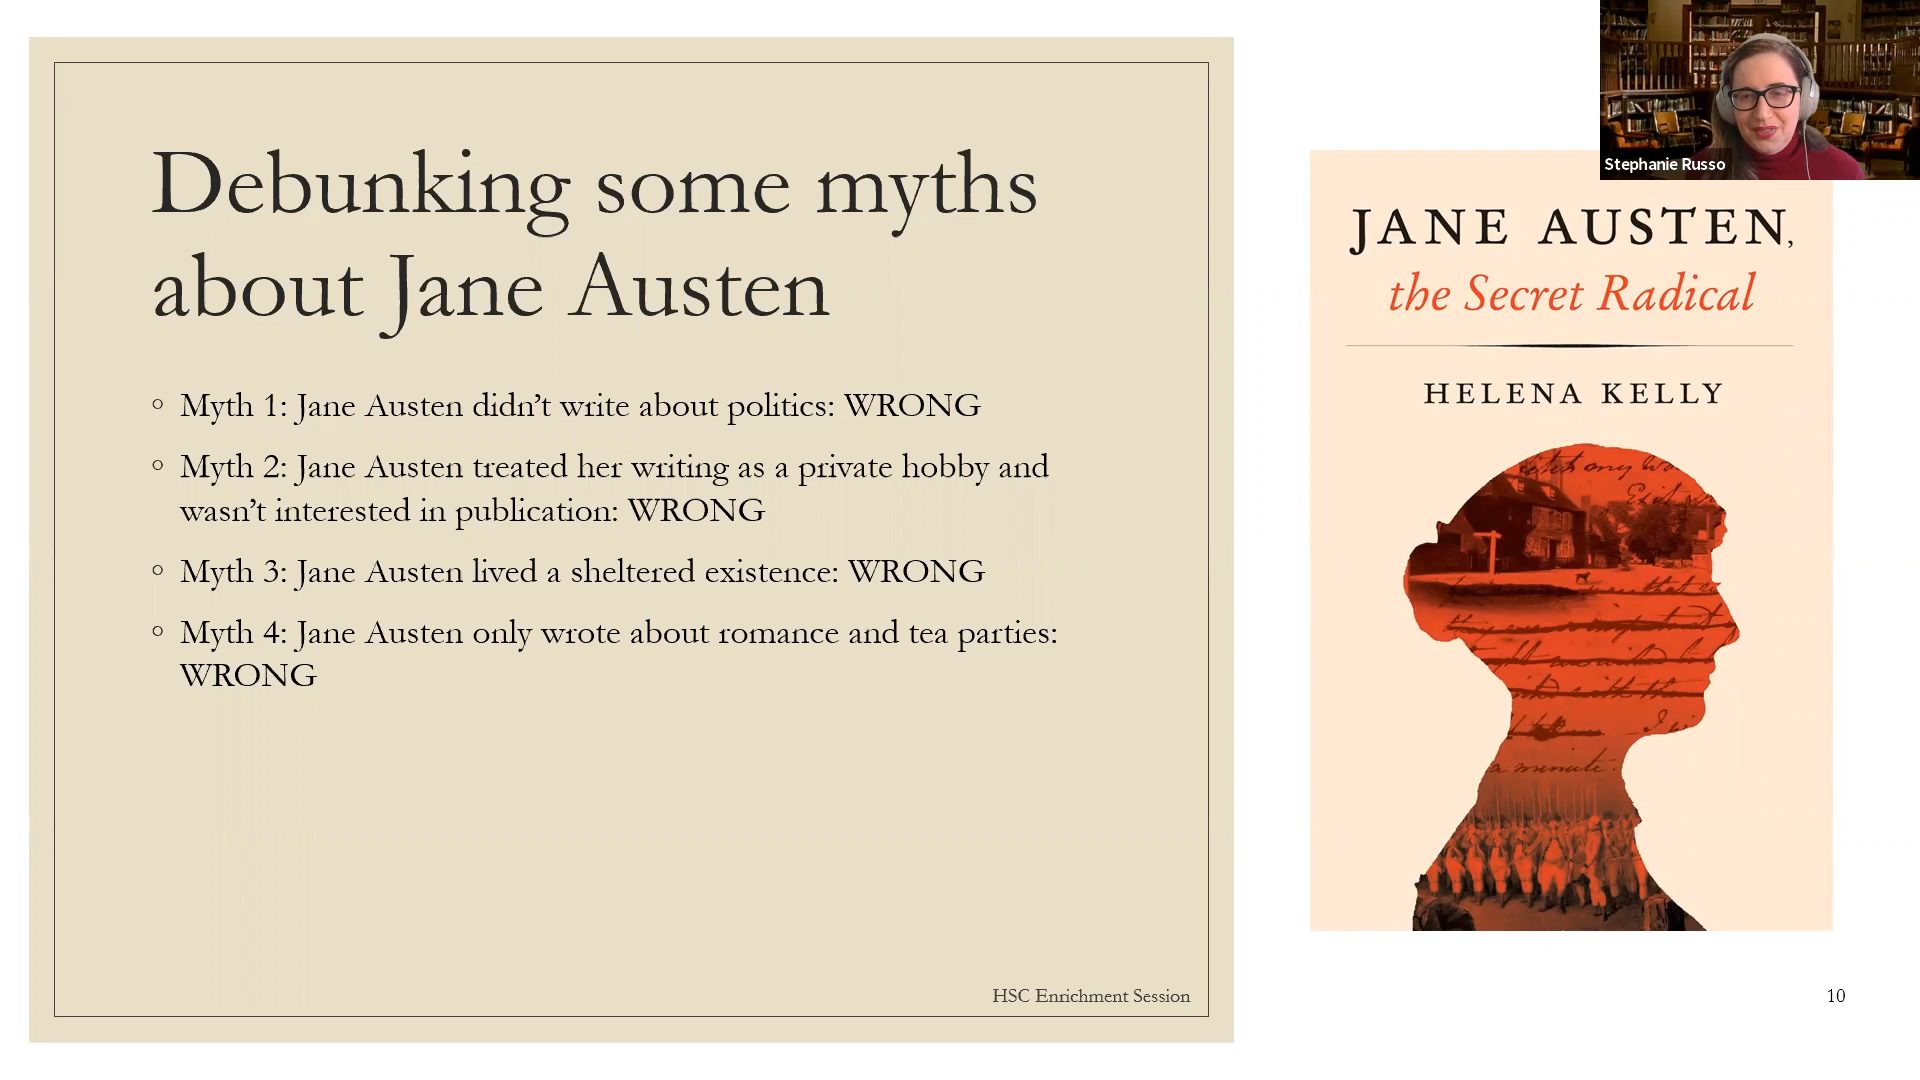 Debunking some myths
about Jane Austen
◦ Myth 1: Jane Austen didn’t write about politics: WRONG
◦ Myth 2: Jane Austen treated her writing as a private hobby and
wasn’t interested in publication: WRONG
◦ Myth 3: Jane Austen lived a sheltered existence: WRONG
◦ Myth 4: Jane Austen only wrote about romance and tea parties:
WRONG
HSC Enrichment Session
Stephanie Russo
JANE AUSTEN,
the Secret Radical
HELENA KELLY
a minute.
10